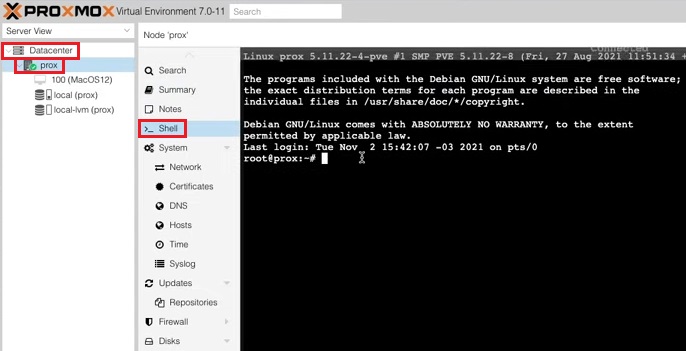 PROXMOX Virtual Environment 7.0-11 Search
Server View
Datacenter
prox
100 (MacOS12)
local (prox)
local-lvm (prox)
Node 'prox'
Search
Summary
Notes
>_ Shell
System
Network
Certificates
DNS
Hosts
Time
Syslog
Updates
Repositories
Firewall
Disks
Connected
Linux prox 5.11.22-4-pve #1 SMP PVE 5.11.22-8 (Fri, 27 Aug 2021 11:51:34 +
The programs included with the Debian GNU/Linux system are free software;
the exact distribution terms for each program are described in the
individual files in /usr/share/doc/*/copyright.
Debian GNU/Linux comes with ABSOLUTELY NO WARRANTY, to the extent
permitted by applicable law.
Last login: Tue Nov  2 15:42:07 -03 2021 on pts/0
root@prox:~#